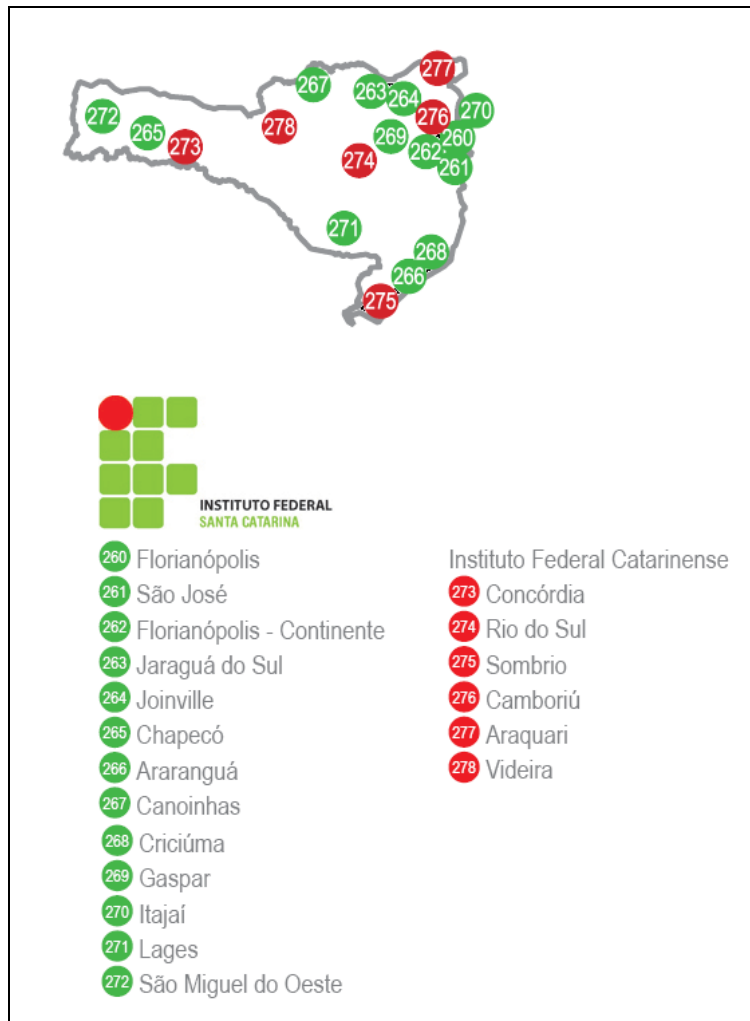 277
267
263
264
270
272
276
278
265
269
260
273
262
274
261
271
268
266
275
INSTITUTO FEDERAL
SANTA CATARINA
260 Florianópolis
261 São José
262 Florianópolis - Continente
263 Jaraguá do Sul
264 Joinville
265 Chapecó
266 Araranguá
267 Canoinhas
268 Criciúma
269 Gaspar
270 Itajaí
271 Lages
272 São Miguel do Oeste
Instituto Federal Catarinense
273 Concórdia
274 Rio do Sul
275 Sombrio
276 Camboriú
277 Araquari
278 Videira